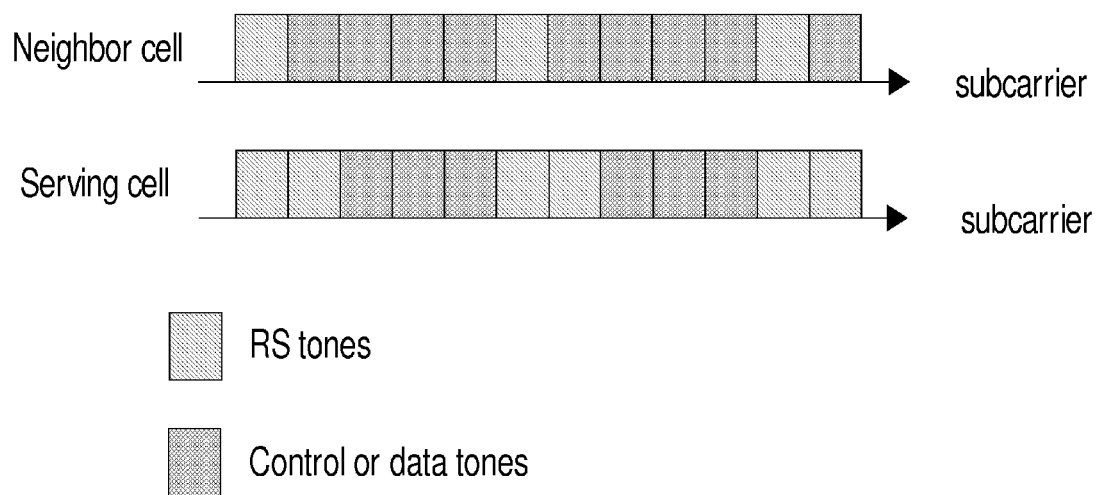 Neighbor cell
subcarrier
Serving cell
subcarrier
RS tones
Control or data tones